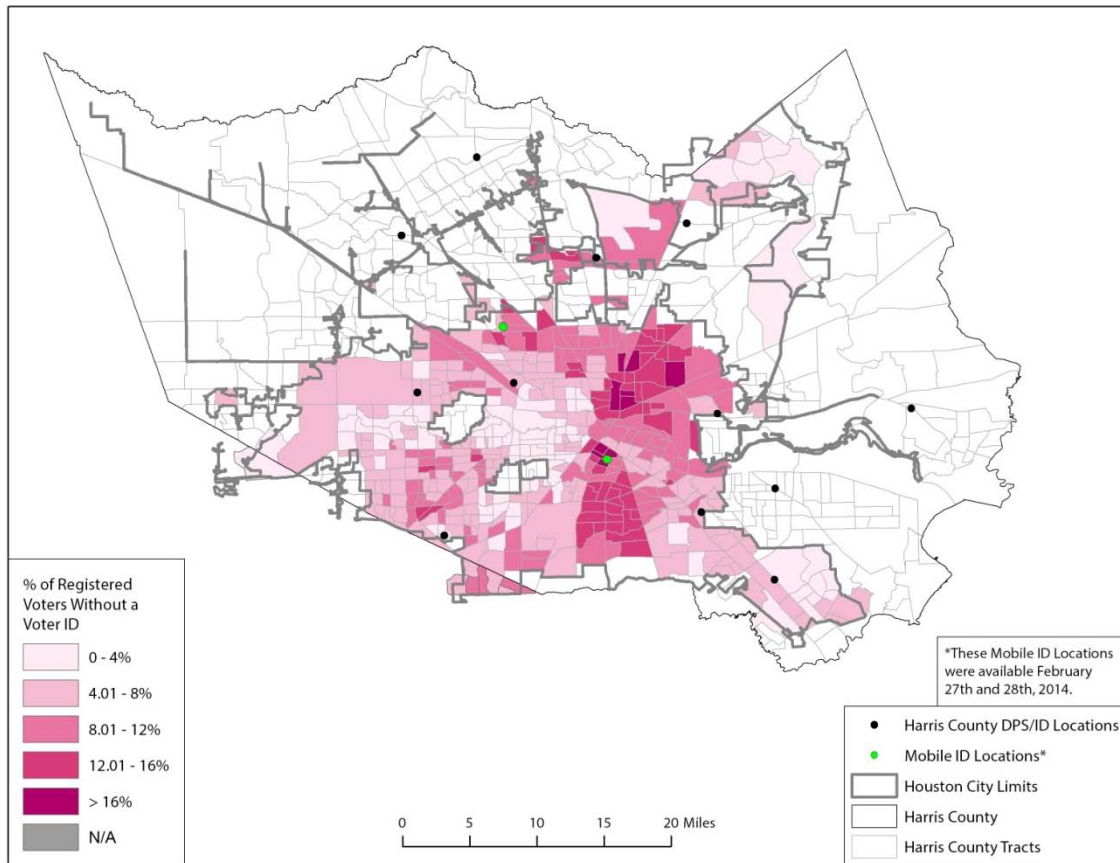 % of Registered
Voters Without a
Voter ID
0 - 4%
4.01 - 8%
8.01 - 12%
12.01 - 16%
> 16%
N/A
0 5 10 15 20 Miles
*These Mobile ID Locations
were available February
27th and 28th, 2014.
Harris County DPS/ID Locations
Mobile ID Locations*
Houston City Limits
Harris County
Harris County Tracts